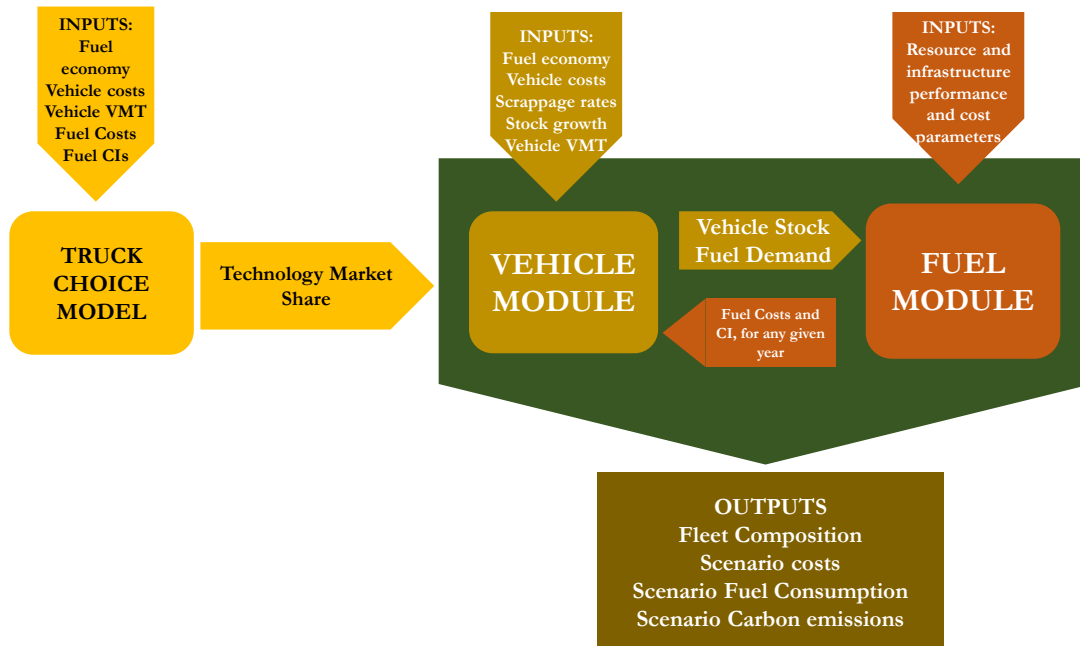 INPUTS:
Fuel
economy
Vehicle costs
Vehicle VMT
Fuel Costs
Fuel CIs
INPUTS:
Fuel economy
Vehicle costs
Scrappage rates
Stock growth
Vehicle VMT
INPUTS:
Resource and
infrastructure
performance
and cost
parameters
TRUCK
CHOICE
MODEL
Technology Market
Share
VEHICLE
MODULE
Vehicle Stock
Fuel Demand
Fuel Costs and
CI, for any given
year
FUEL
MODULE
OUTPUTS
Fleet Composition
Scenario costs
Scenario Fuel Consumption
Scenario Carbon emissions